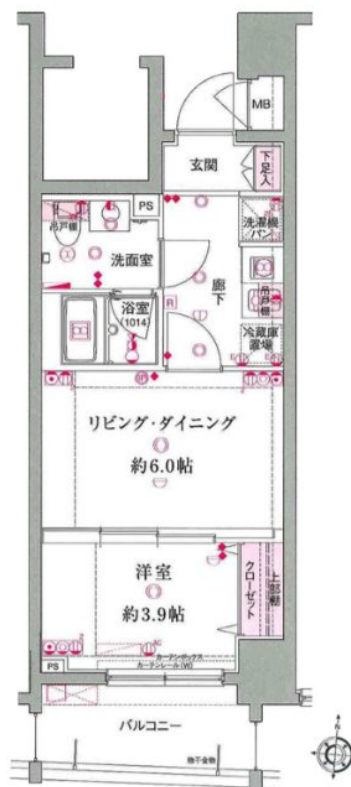 MB
玄関
下足入
PS
吊戸棚
洗濯機
パン
洗面室
廊下
吊戸棚
浴室
(1014)
R
冷蔵庫
置場
リビング・ダイニング
約6.0帖
洋室
約3.9帖
クローゼット
上部棚
AC
カーテンボックス
カーテンレール(W)
PS
バルコニー
物干金物
N